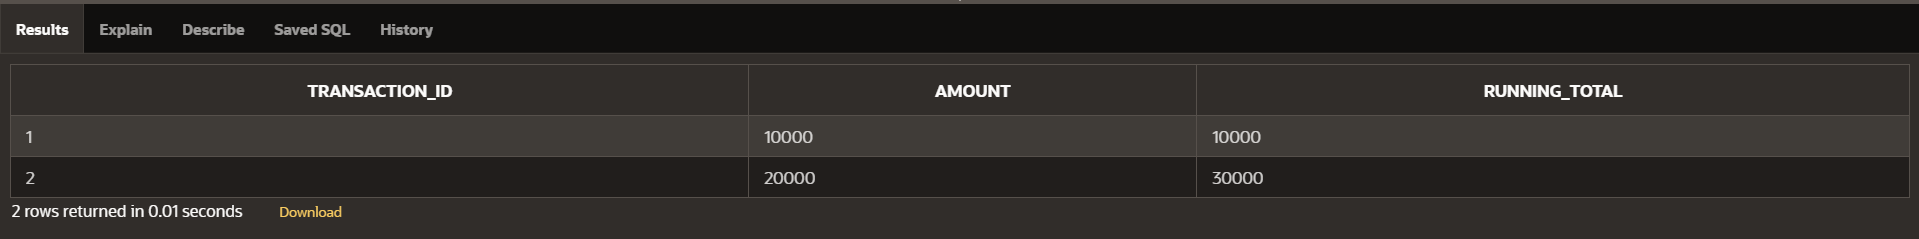 Results Explain Describe Saved SQL History
TRANSACTION_ID AMOUNT RUNNING_TOTAL
1 10000 10000
2 20000 30000
2 rows returned in 0.01 seconds Download